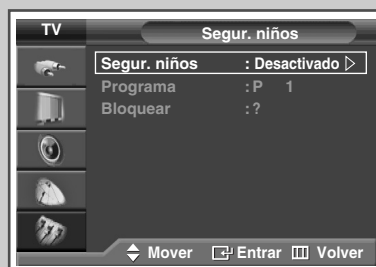 TV
Segur. niños
Segur. niños : Desactivado
Programa : P 1
Bloquear : ?
Mover Entrar Volver